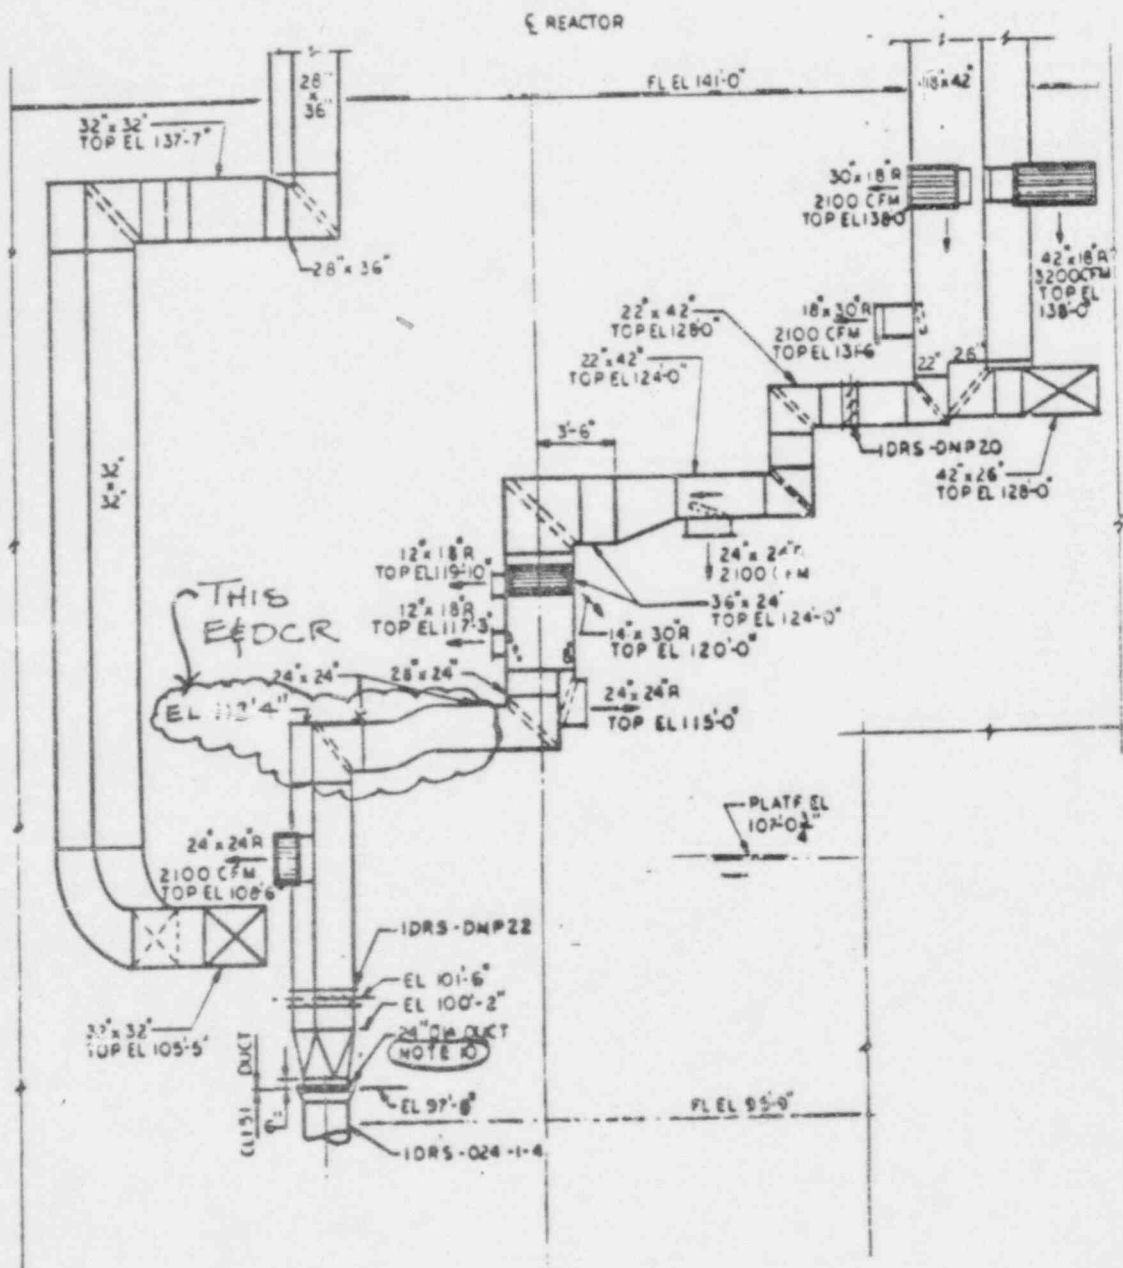 ℄ REACTOR
28"
x
36"
FL EL 141'-0"
48"x42"
32"x 32"
TOP EL 137'-7"
30"x 18"R
2100 CFM
TOP EL 138'-0
28"x 36"
42"x 18"R
3200 CFM
TOP EL
138'-0"
22"x 42"
TOP EL 128'-0"
18"x 30"R
2100 CFM
TOP EL 131'-6"
22"x 42"
TOP EL 124'-0"
22"
26"
3'-6"
1DRS-DMP20
42"x 26"
TOP EL 128'-0"
32"x 32"
12"x 18"R
TOP EL 119'-10"
24"x 24"R
2100 CFM
THIS
E&DCR
12"x 18"R
TOP EL 117'-3"
36"x 24"
TOP EL 124'-0"
14"x 30"R
TOP EL 120'-0"
24"x 24"
28"x 24"
24"x 24"R
TOP EL 115'-0"
EL 112'4"
PLATF EL
107'-0 3/4"
24"x 24"R
2100 CFM
TOP EL 108'-6"
1DRS-DMP22
EL 101'-6"
EL 100'-2"
32"x 32"
TOP EL 105'-5"
24" DIA DUCT
NOTE 10
DUCT
EL 97'-8"
FL EL 95'-9"
1DRS-024-1-4